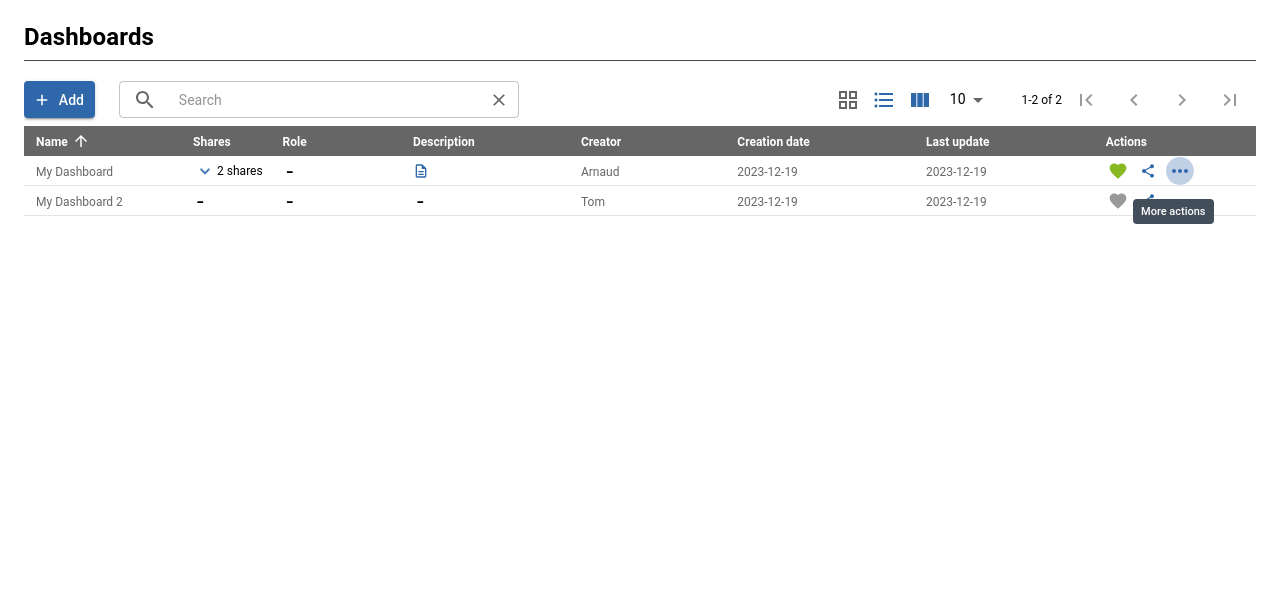 Dashboards
Add
Search
10
1-2 of 2
Name Shares Role Description Creator Creation date Last update Actions
My Dashboard 2 shares - Arnaud 2023-12-19 2023-12-19
My Dashboard 2 - - - Tom 2023-12-19 2023-12-19
More actions